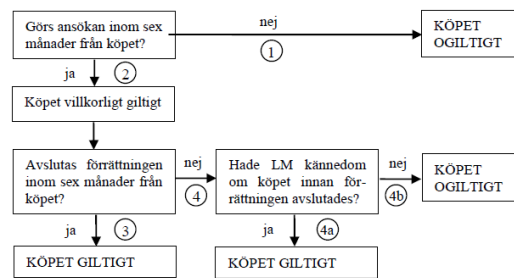 Görs ansökan inom sex
månader från köpet?
nej
1
KÖPET
OGILTIGT
ja
2
Köpet villkorligt giltigt
Avslutas förrättningen
inom sex månader från
köpet?
nej
4
Hade LM kännedom
om köpet innan för-
rättningen avslutades?
nej
4b
KÖPET
OGILTIGT
ja
3
ja
4a
KÖPET GILTIGT
KÖPET GILTIGT